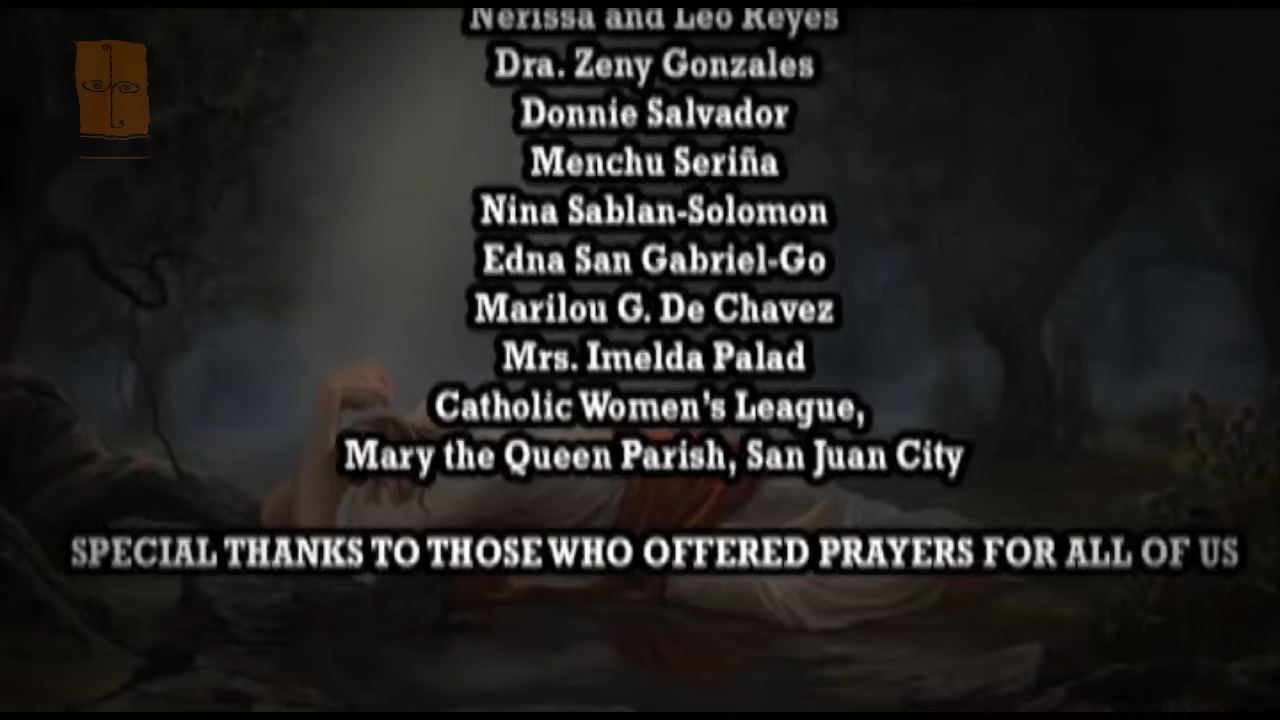 Nerissa and Leo Reyes
Dra. Zeny Gonzales
Donnie Salvador
Menchu Seriña
Nina Sablan-Solomon
Edna San Gabriel-Go
Marilou G. De Chavez
Mrs. Imelda Palad
Catholic Women's League,
Mary the Queen Parish, San Juan City
SPECIAL THANKS TO THOSE WHO OFFERED PRAYERS FOR ALL OF US